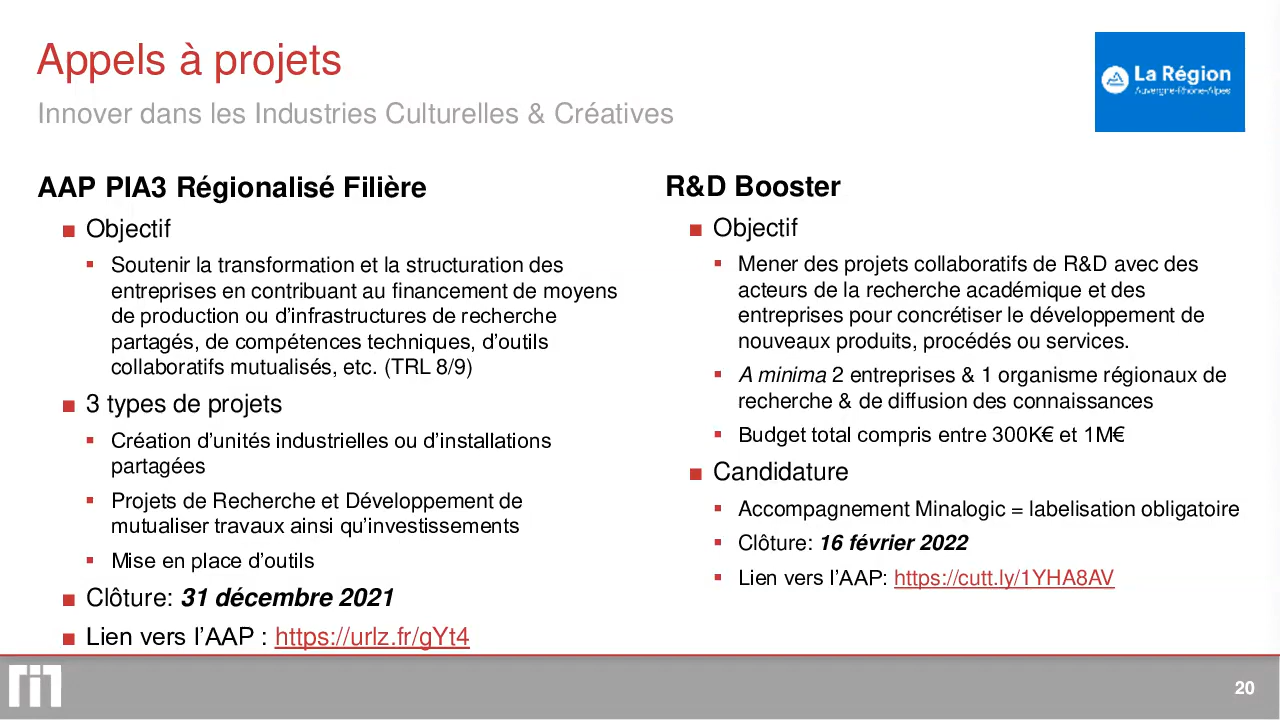 Appels à projets
Innover dans les Industries Culturelles & Créatives
La Région
Auvergne-Rhône-Alpes
AAP PIA3 Régionalisé Filière
Objectif
Soutenir la transformation et la structuration des
entreprises en contribuant au financement de moyens
de production ou d’infrastructures de recherche
partagés, de compétences techniques, d’outils
collaboratifs mutualisés, etc. (TRL 8/9)
3 types de projets
Création d’unités industrielles ou d’installations
partagées
Projets de Recherche et Développement de
mutualiser travaux ainsi qu’investissements
Mise en place d’outils
Clôture: 31 décembre 2021
Lien vers l’AAP : https://urlz.fr/gYt4
R&D Booster
Objectif
Mener des projets collaboratifs de R&D avec des
acteurs de la recherche académique et des
entreprises pour concrétiser le développement de
nouveaux produits, procédés ou services.
A minima 2 entreprises & 1 organisme régionaux de
recherche & de diffusion des connaissances
Budget total compris entre 300K€ et 1M€
Candidature
Accompagnement Minalogic = labelisation obligatoire
Clôture: 16 février 2022
Lien vers l’AAP: https://cutt.ly/1YHA8AV
20